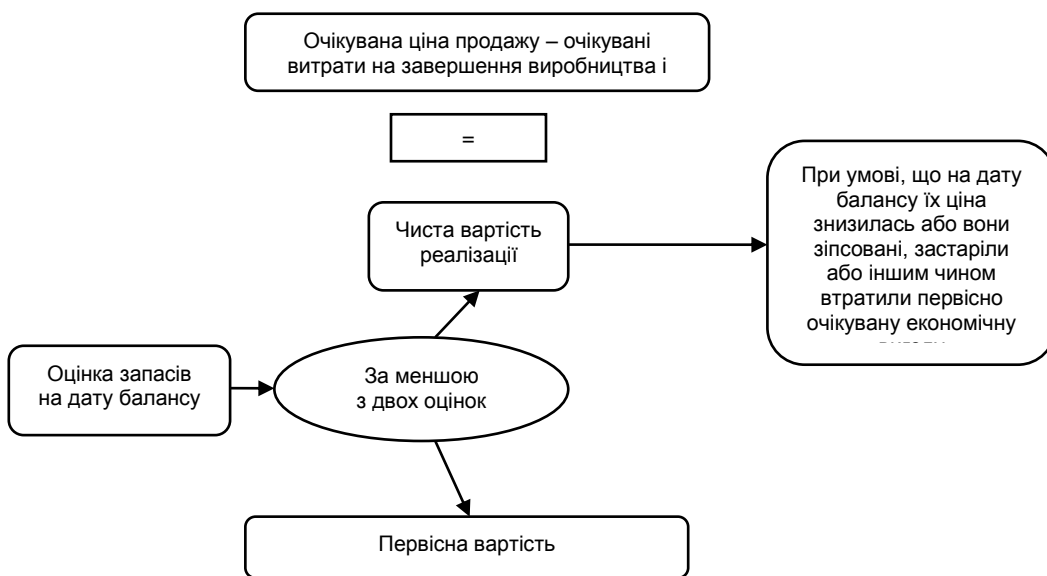 Очікувана ціна продажу – очікувані
витрати на завершення виробництва і
=
Чиста вартість
реалізації
При умові, що на дату
балансу їх ціна
знизилась або вони
зіпсовані, застаріли
або іншим чином
втратили первісно
очікувану економічну
Оцінка запасів
на дату балансу
За меншою
з двох оцінок
Первісна вартість